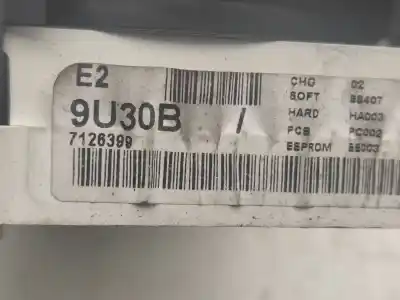 E2
9U30B /
7126399
CHG 02
SOFT SS407
HARD HA003
PCB PC002
EEPROM EE003